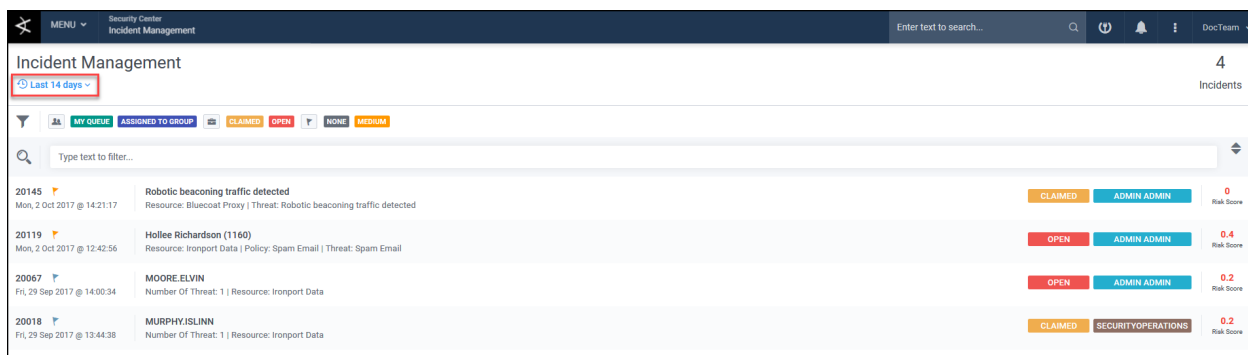 MENU
Security Center
Incident Management
Enter text to search...
DocTeam
Incident Management
4
Last 14 days
Incidents
MY QUEUE ASSIGNED TO GROUP CLAIMED OPEN NONE MEDIUM
Type text to filter...
20145 Robotic beaconing traffic detected
Mon, 2 Oct 2017 @ 14:21:17 Resource: Bluecoat Proxy | Threat: Robotic beaconing traffic detected
CLAIMED ADMIN ADMIN 0
Risk Score
20119 Hollee Richardson (1160)
Mon, 2 Oct 2017 @ 12:42:56 Resource: Ironport Data | Policy: Spam Email | Threat: Spam Email
OPEN ADMIN ADMIN 0.4
Risk Score
20067 MOORE.ELVIN
Fri, 29 Sep 2017 @ 14:00:34 Number Of Threat: 1 | Resource: Ironport Data
OPEN ADMIN ADMIN 0.2
Risk Score
20018 MURPHY.ISLINN
Fri, 29 Sep 2017 @ 13:44:38 Number Of Threat: 1 | Resource: Ironport Data
CLAIMED SECURITYOPERATIONS 0.2
Risk Score